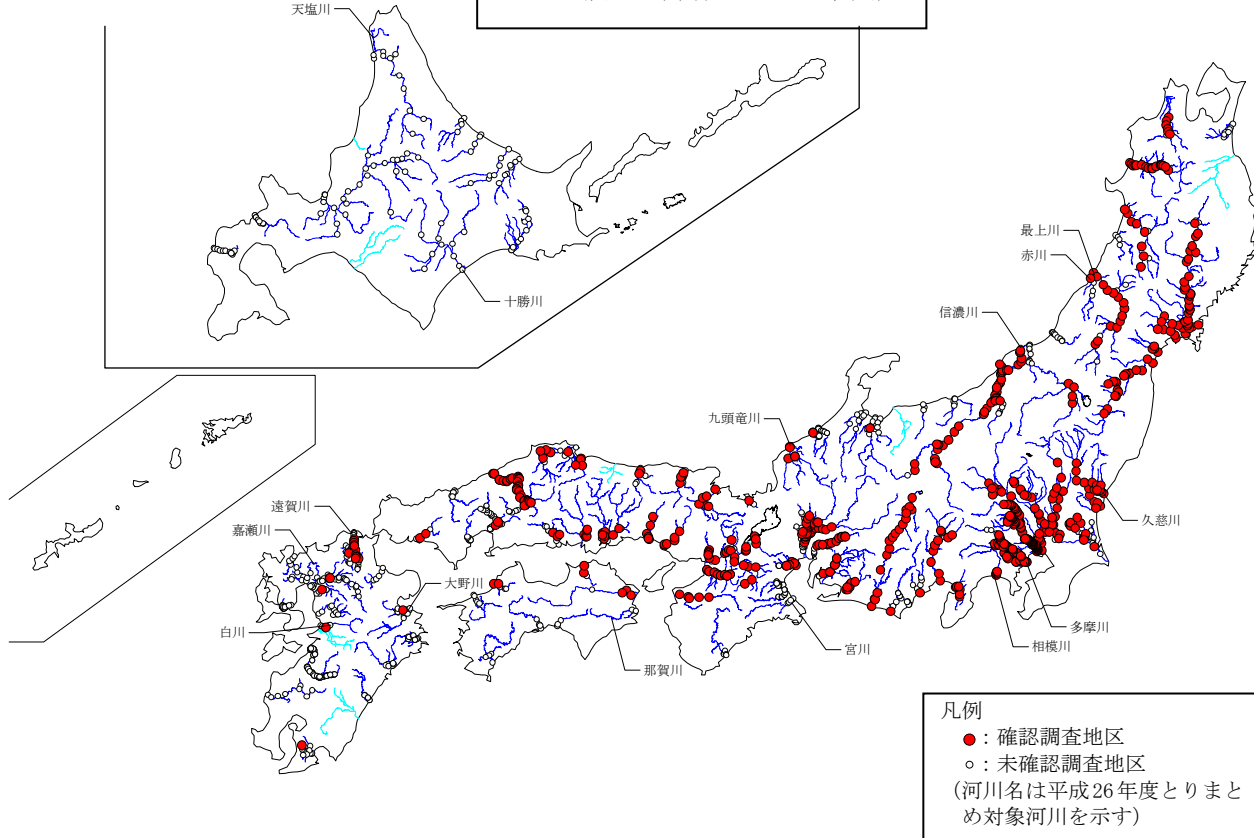 天塩川
十勝川
最上川
赤川
信濃川
九頭竜川
遠賀川
嘉瀬川
大野川
白川
那賀川
宮川
相模川
多摩川
久慈川
凡例
●：確認調査地区
○：未確認調査地区
(河川名は平成26年度とりまと
め対象河川を示す)